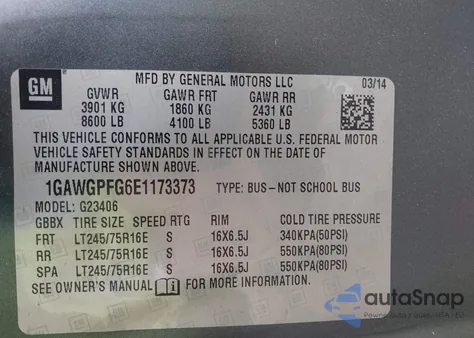 GM
MFD BY GENERAL MOTORS LLC
03/14
GVWR GAWR FRT GAWR RR
3901 KG 1860 KG 2431 KG
8600 LB 4100 LB 5360 LB
THIS VEHICLE CONFORMS TO ALL APPLICABLE U.S. FEDERAL MOTOR
VEHICLE SAFETY STANDARDS IN EFFECT ON THE DATE OF
MANUFACTURE SHOWN ABOVE.
1GAWGPFG6E1173373 TYPE: BUS–NOT SCHOOL BUS
MODEL: G23406
GBBX TIRE SIZE SPEED RTG RIM COLD TIRE PRESSURE
FRT LT245/75R16E S 16X6.5J 340KPA(50PSI)
RR LT245/75R16E S 16X6.5J 550KPA(80PSI)
SPA LT245/75R16E S 16X6.5J 550KPA(80PSI)
SEE OWNER'S MANUAL FOR MORE INFORMATION.
autoSnap